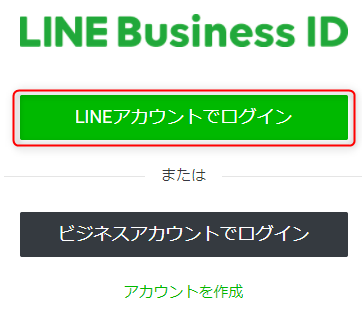 LINE Business ID
LINEアカウントでログイン
または
ビジネスアカウントでログイン
アカウントを作成